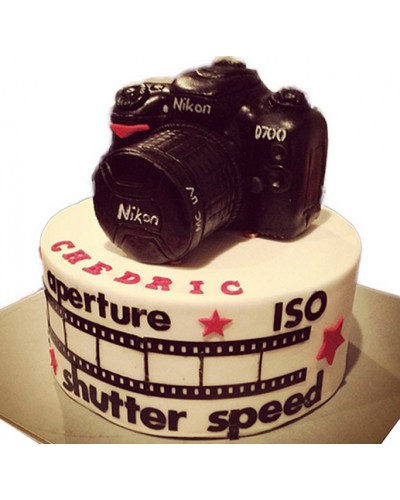 Nikon
D700
Nikon
CHEDRIC
aperture ISO
shutter speed